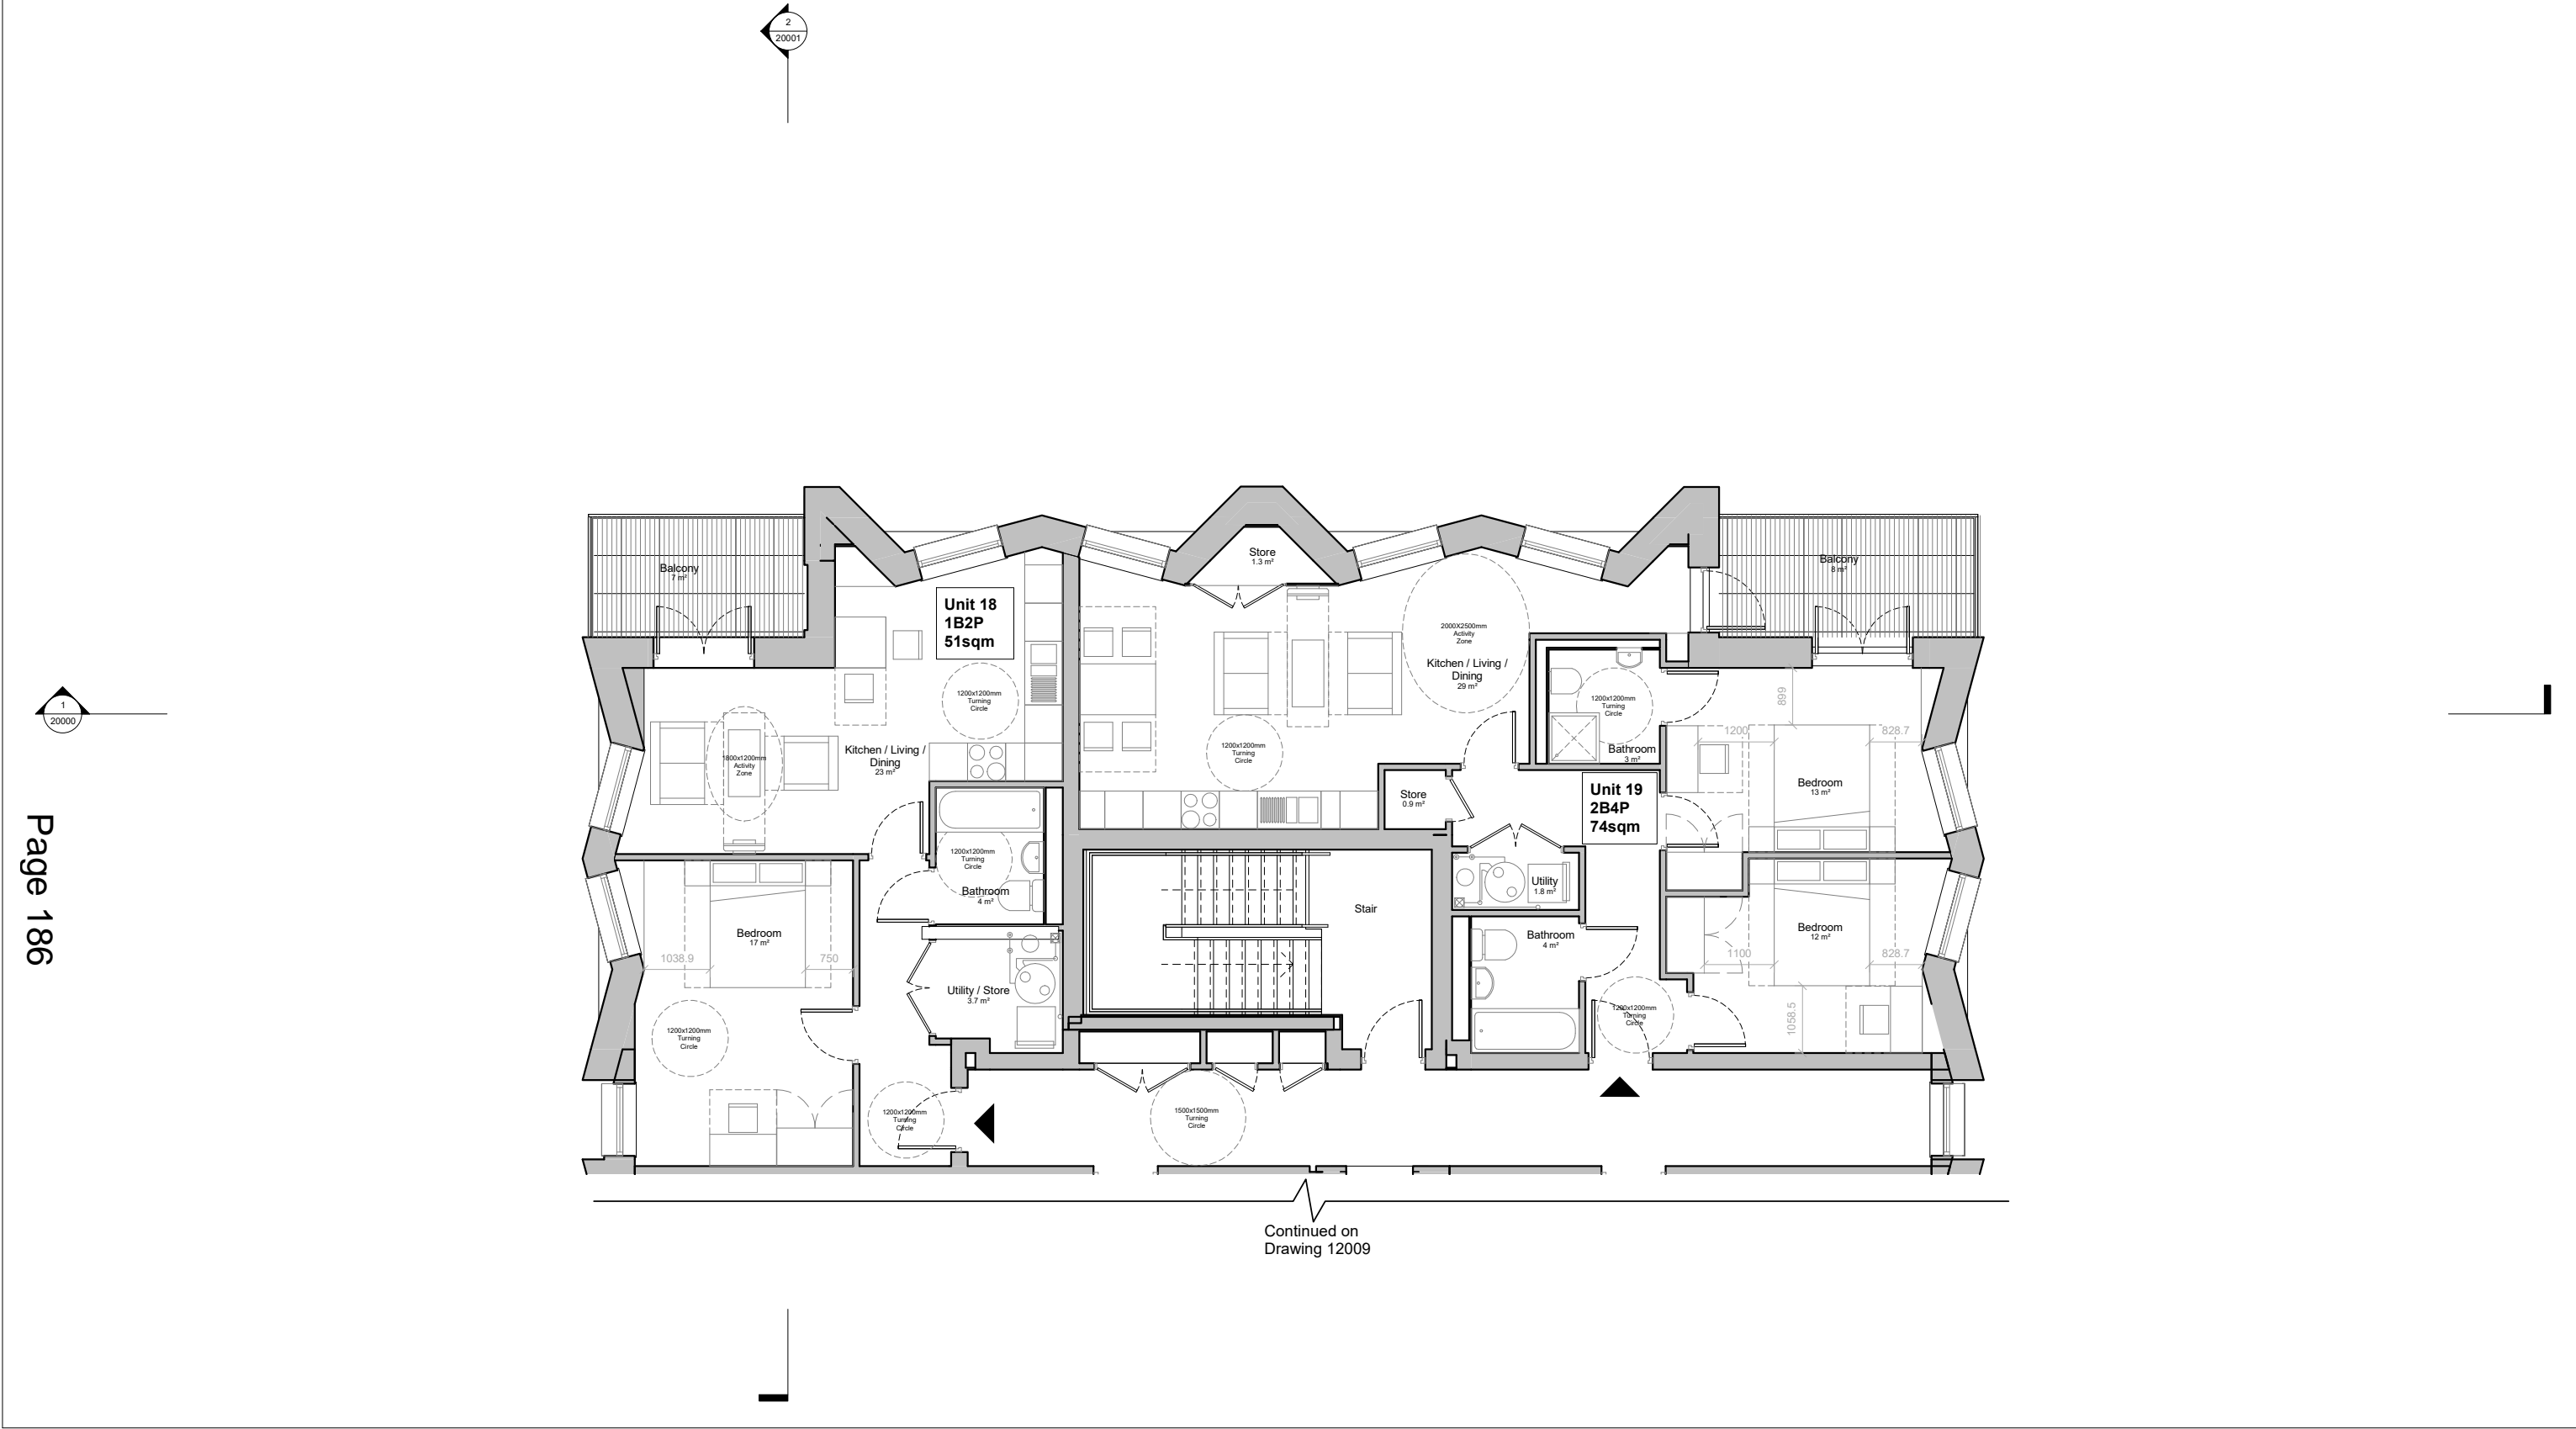 2
20001
Store
1.3 m²
Balcony
7 m²
Balcony
8 m²
Unit 18
1B2P
51sqm
2000X2500mm
Activity
Zone
Kitchen / Living /
Dining
29 m²
1200x1200mm
Turning
Circle
1200x1200mm
Turning
Circle
899
1
20000
1200
828.7
Kitchen / Living /
Dining
23 m²
1800x1200mm
Activity
Zone
1200x1200mm
Turning
Circle
Bathroom
3 m²
Bedroom
13 m²
Store
0.9 m²
Unit 19
2B4P
74sqm
Page 186
1200x1200mm
Turning
Circle
Bathroom
4 m²
Utility
1.8 m²
Stair
Bedroom
17 m²
Bathroom
4 m²
Bedroom
12 m²
1038.9
750
1100
828.7
Utility / Store
3.7 m²
1200x1200mm
Turning
Circle
1200x1200mm
Turning
Circle
1058.5
1200x1200mm
Turning
Circle
1500x1500mm
Turning
Circle
Continued on
Drawing 12009